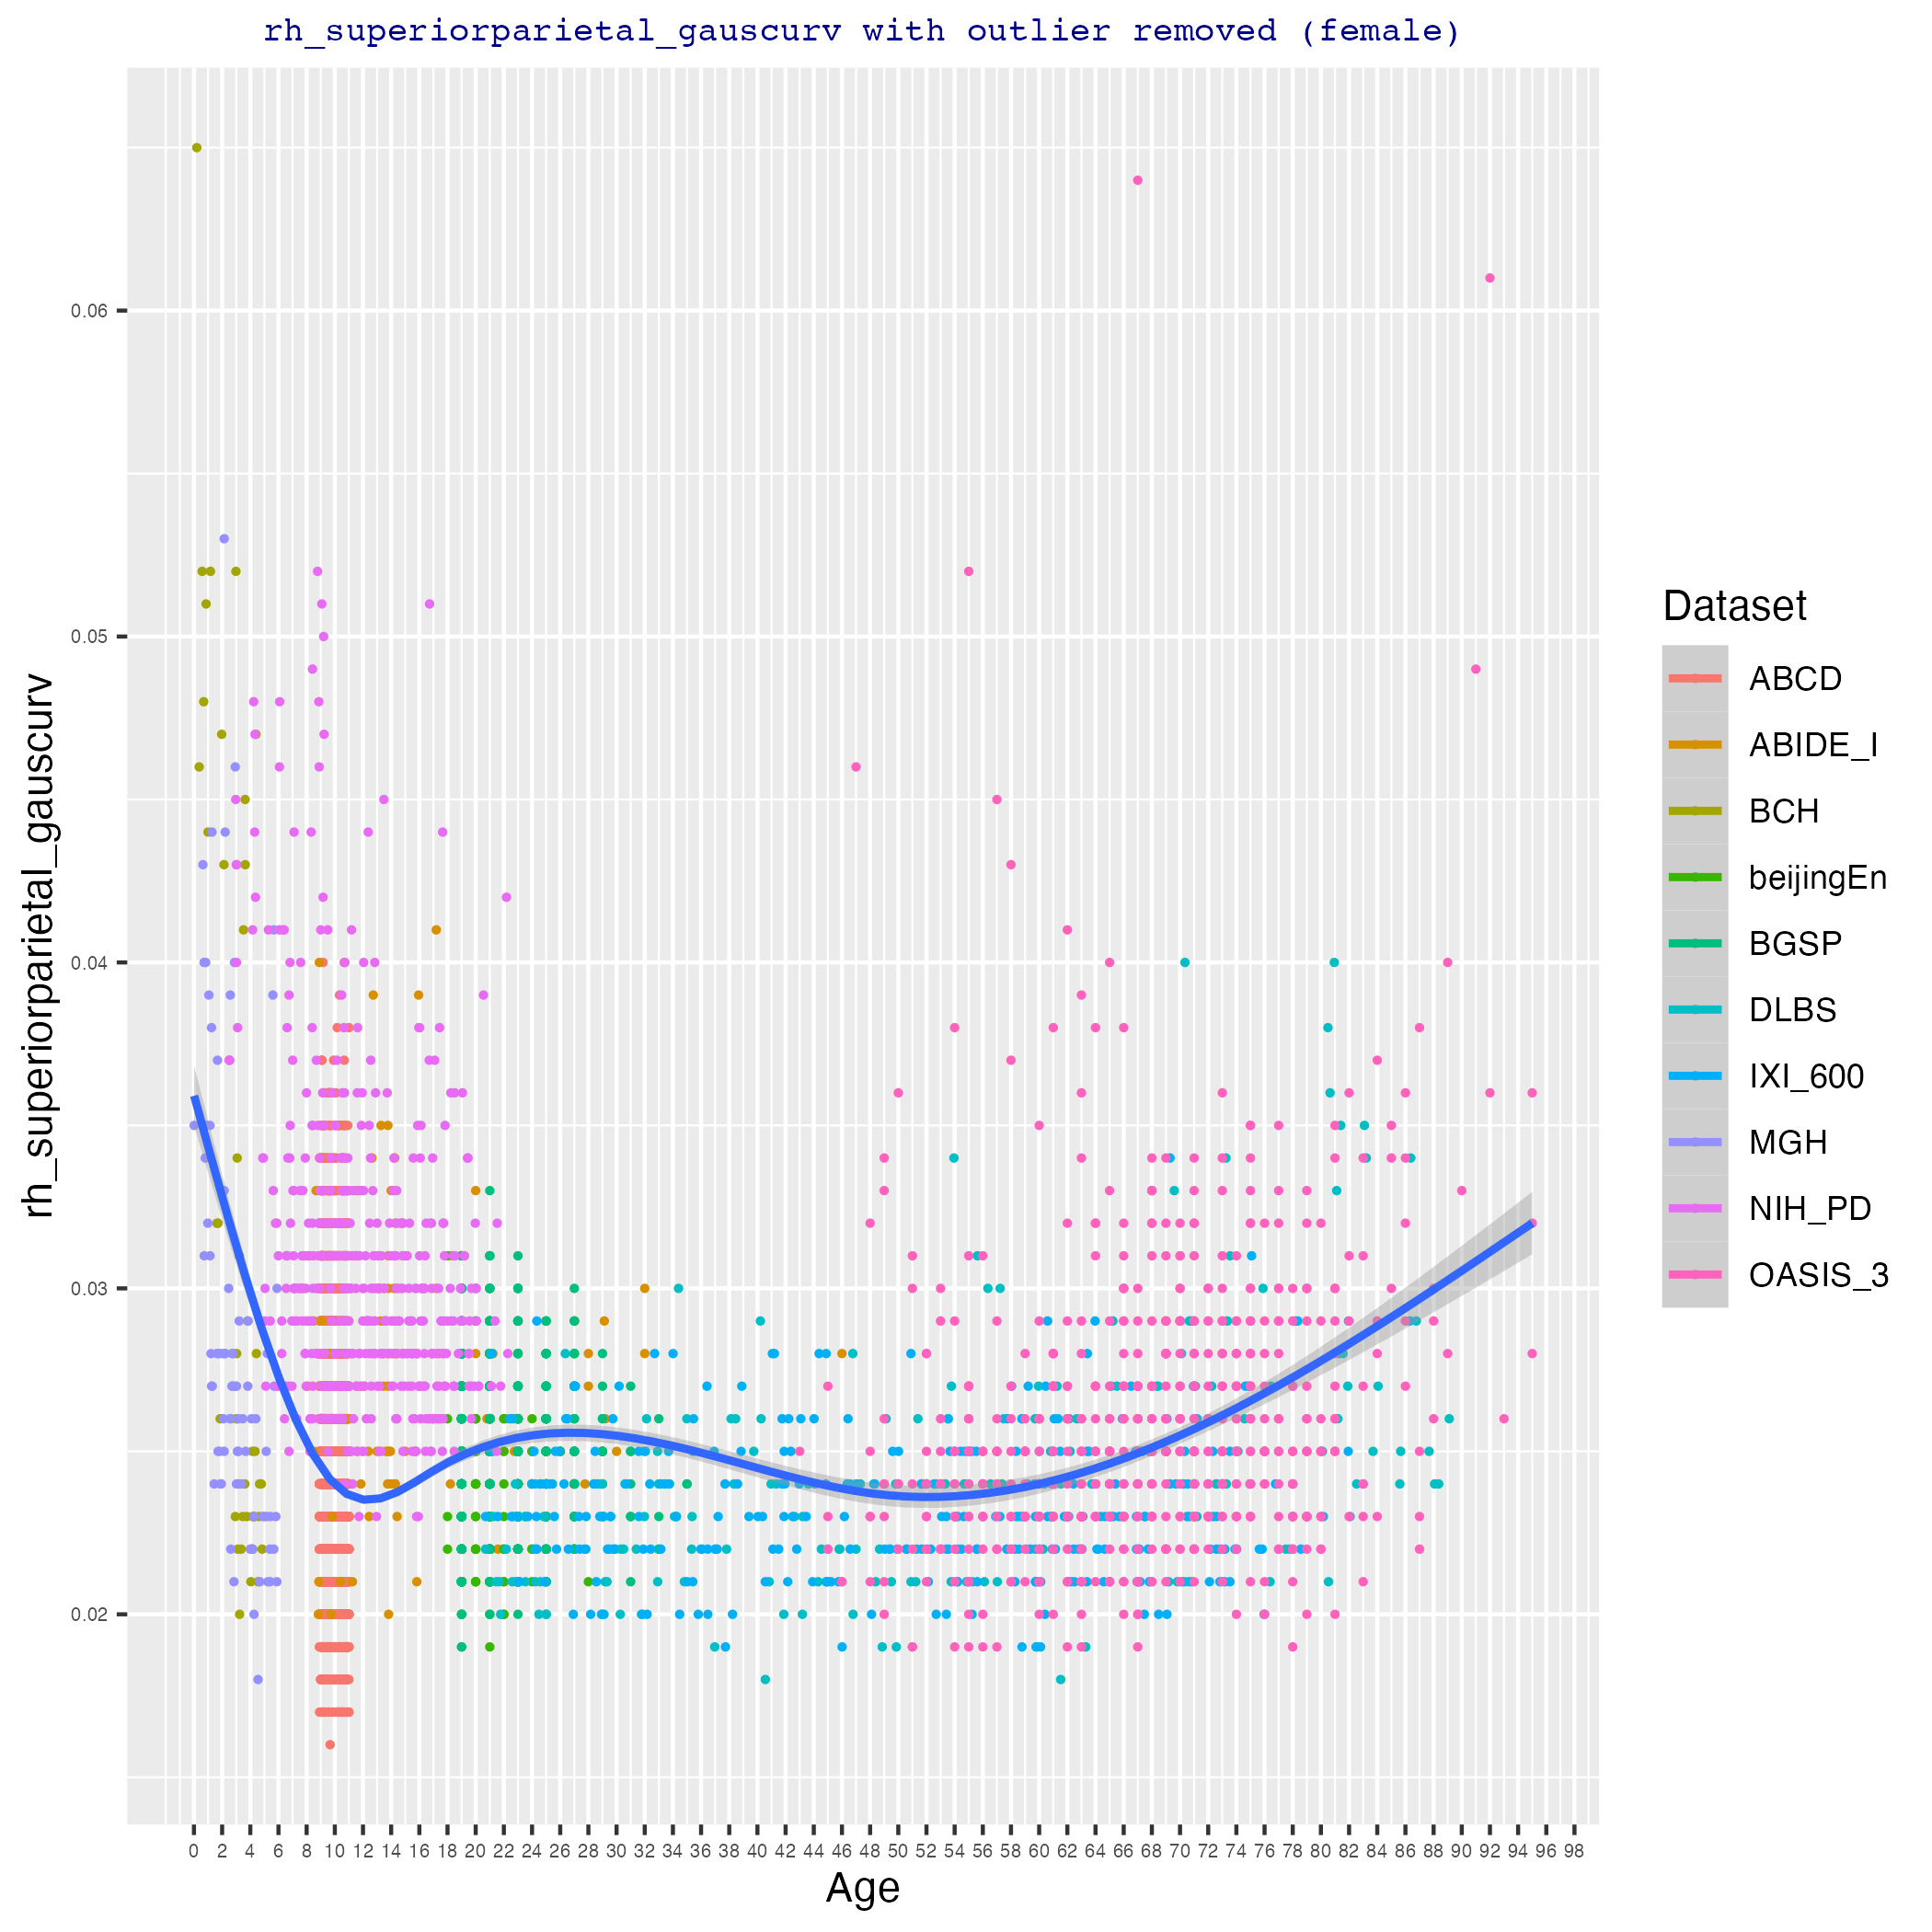 rh_superiorparietal_gauscurv with outlier removed (female)
rh_superiorparietal_gauscurv
0.06
0.05
0.04
0.03
0.02
0 2 4 6 8 10 12 14 16 18 20 22 24 26 28 30 32 34 36 38 40 42 44 46 48 50 52 54 56 58 60 62 64 66 68 70 72 74 76 78 80 82 84 86 88 90 92 94 96 98
Age
Dataset
ABCD
ABIDE_I
BCH
beijingEn
BGSP
DLBS
IXI_600
MGH
NIH_PD
OASIS_3